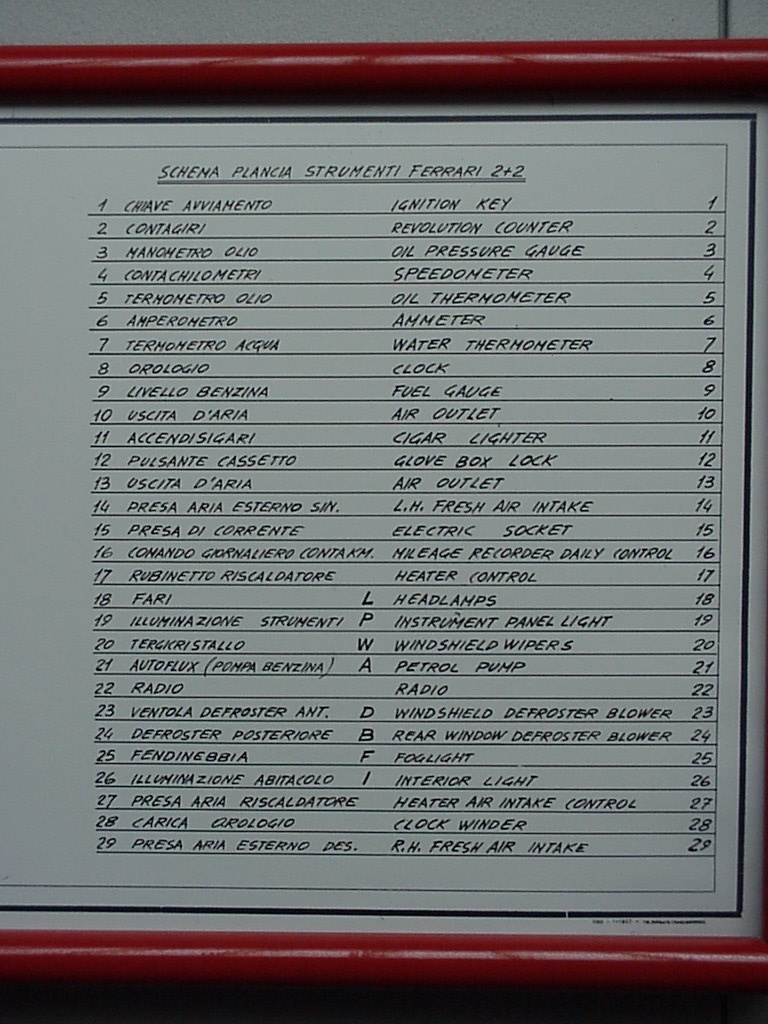 SCHEMA PLANCIA STRUMENTI FERRARI 2+2
1 CHIAVE AVVIAMENTO IGNITION KEY 1
2 CONTAGIRI REVOLUTION COUNTER 2
3 MANOMETRO OLIO OIL PRESSURE GAUGE 3
4 CONTACHILOMETRI SPEEDOMETER 4
5 TERMOMETRO OLIO OIL THERMOMETER 5
6 AMPEROMETRO AMMETER 6
7 TERMOMETRO ACQUA WATER THERMOMETER 7
8 OROLOGIO CLOCK 8
9 LIVELLO BENZINA FUEL GAUGE 9
10 USCITA D'ARIA AIR OUTLET 10
11 ACCENDISIGARI CIGAR LIGHTER 11
12 PULSANTE CASSETTO GLOVE BOX LOCK 12
13 USCITA D'ARIA AIR OUTLET 13
14 PRESA ARIA ESTERNO SIN. L.H. FRESH AIR INTAKE 14
15 PRESA DI CORRENTE ELECTRIC SOCKET 15
16 COMANDO GIORNALIERO CONTAKM. MILEAGE RECORDER DAILY CONTROL 16
17 RUBINETTO RISCALDATORE HEATER CONTROL 17
18 FARI L HEADLAMPS 18
19 ILLUMINAZIONE STRUMENTI P INSTRUMENT PANEL LIGHT 19
20 TERGICRISTALLO W WINDSHIELD WIPERS 20
21 AUTOFLUX (POMPA BENZINA) A PETROL PUMP 21
22 RADIO RADIO 22
23 VENTOLA DEFROSTER ANT. D WINDSHIELD DEFROSTER BLOWER 23
24 DEFROSTER POSTERIORE B REAR WINDOW DEFROSTER BLOWER 24
25 FENDINEBBIA F FOGLIGHT 25
26 ILLUMINAZIONE ABITACOLO I INTERIOR LIGHT 26
27 PRESA ARIA RISCALDATORE HEATER AIR INTAKE CONTROL 27
28 CARICA OROLOGIO CLOCK WINDER 28
29 PRESA ARIA ESTERNO DES. R.H. FRESH AIR INTAKE 29